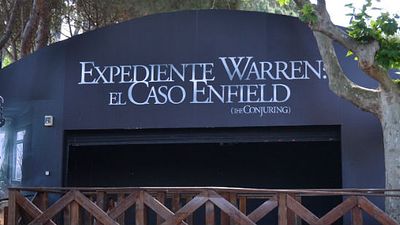 EXPEDIENTE WARREN:
EL CASO ENFIELD
(THE CONJURING)